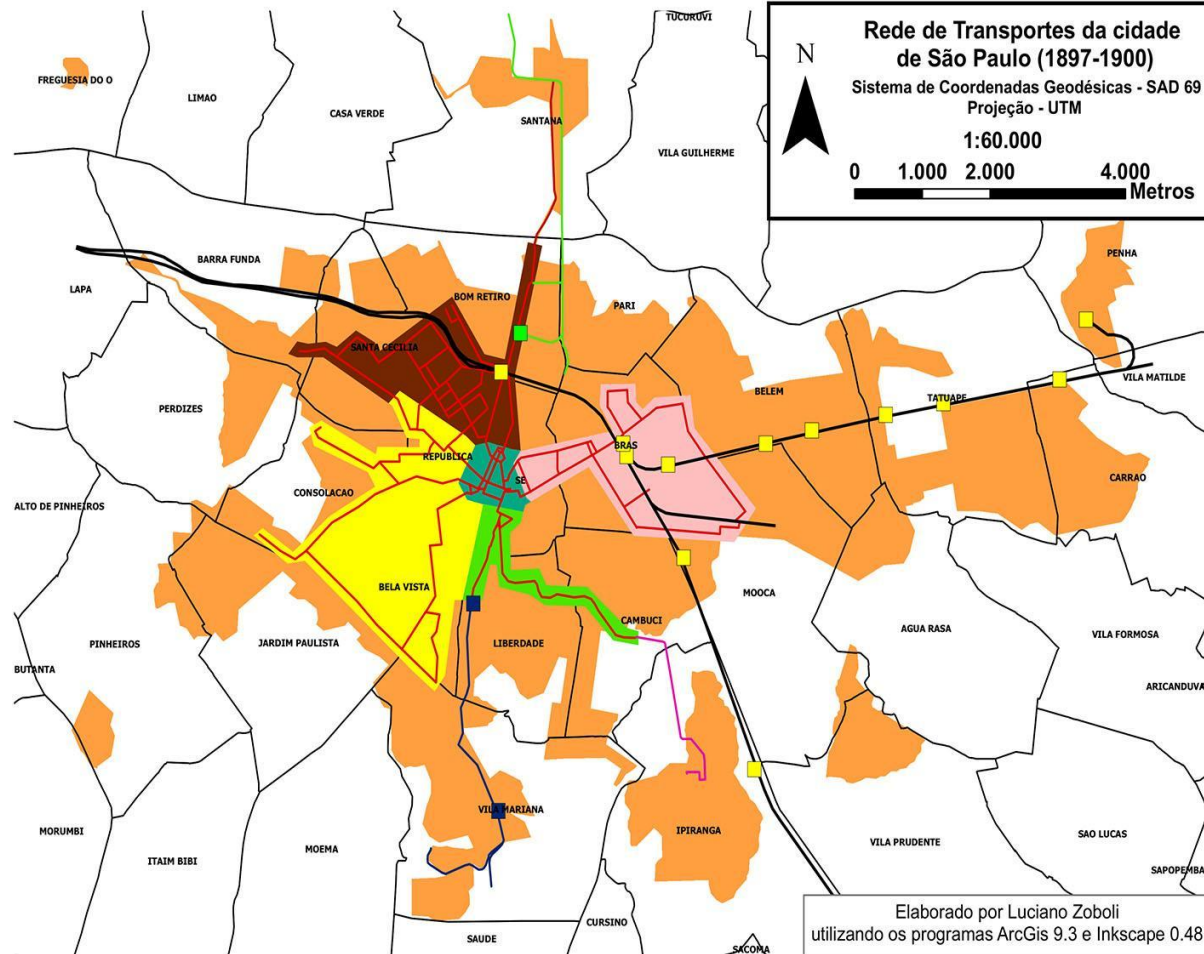 TUCURUVI
Rede de Transportes da cidade
de São Paulo (1897-1900)
Sistema de Coordenadas Geodésicas - SAD 69
Projeção - UTM
1:60.000
0 1.000 2.000 4.000
Metros
N
FREGUESIA DO O
LIMAO
CASA VERDE
SANTANA
VILA GUILHERME
PENHA
BARRA FUNDA
LAPA
BOM RETIRO
PARI
SANTA CECILIA
VILA MATILDE
BELEM
TATUAPE
PERDIZES
BRAS
REPUBLICA
SE
CONSOLACAO
CARRAO
ALTO DE PINHEIROS
BELA VISTA
MOOCA
CAMBUCI
AGUA RASA
VILA FORMOSA
PINHEIROS
JARDIM PAULISTA
LIBERDADE
BUTANTA
ARICANDUVA
VILA MARIANA
MORUMBI
IPIRANGA
SAO LUCAS
VILA PRUDENTE
MOEMA
ITAIM BIBI
SAPOPEMBA
CURSINO
SAUDE
SACOMA
Elaborado por Luciano Zoboli
utilizando os programas ArcGis 9.3 e Inkscape 0.48